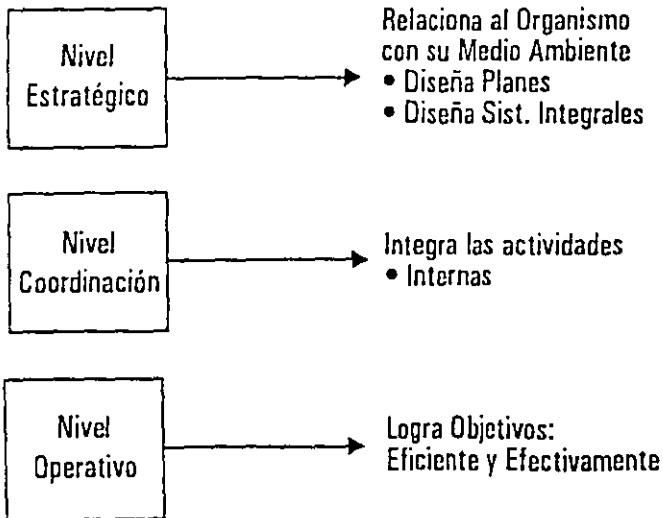 Nivel
Estratégico
Relaciona al Organismo
con su Medio Ambiente
• Diseña Planes
• Diseña Sist. Integrales
Nivel
Coordinación
Integra las actividades
• Internas
Nivel
Operativo
Logra Objetivos:
Eficiente y Efectivamente